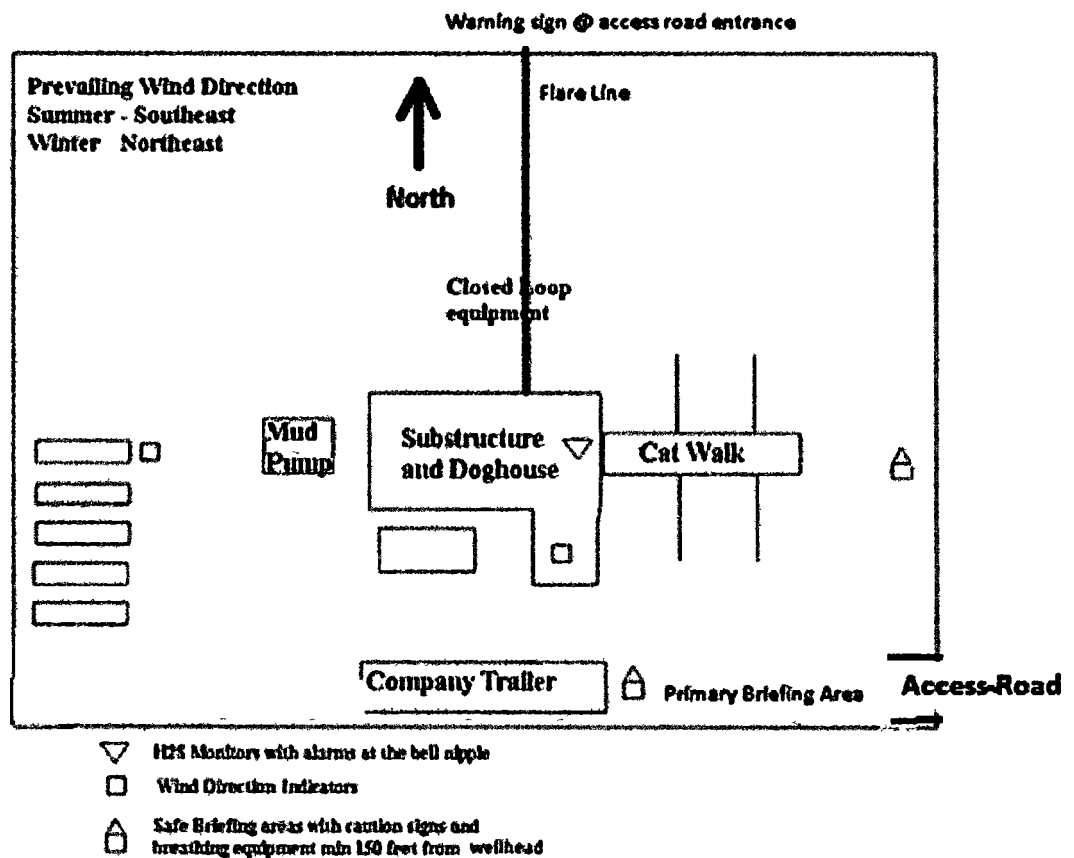 Warning sign @ access road entrance
Prevailing Wind Direction
Summer - Southeast
Winter Northeast
North
Flare Line
Closed Loop
equipment
Mud
Pump
Substructure
and Doghouse
Cat Walk
Company Trailer
Primary Briefing Area
Access Road
H2S Monitors with alarms at the bell nipple
Wind Direction Indicators
Safe Briefing areas with caution signs and
breathing equipment min 150 feet from wellhead